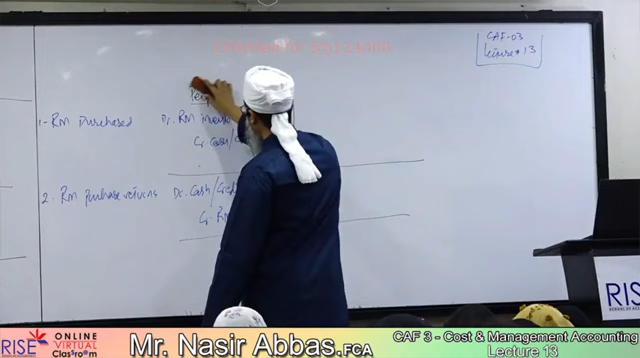 CAF-03
Lecture # 13
1- RM Purchased Dr. RM
Cr. Cash/
2. RM purchase returns Dr. Cash/
Cr. RM
RIS
RISE ONLINE
VIRTUAL
Classroom
Mr. Nasir Abbas.FCA
CAF 3 - Cost & Management Accounting
Lecture 13